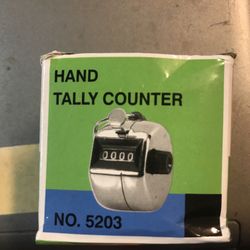 HAND
TALLY COUNTER
0000
NO. 5203